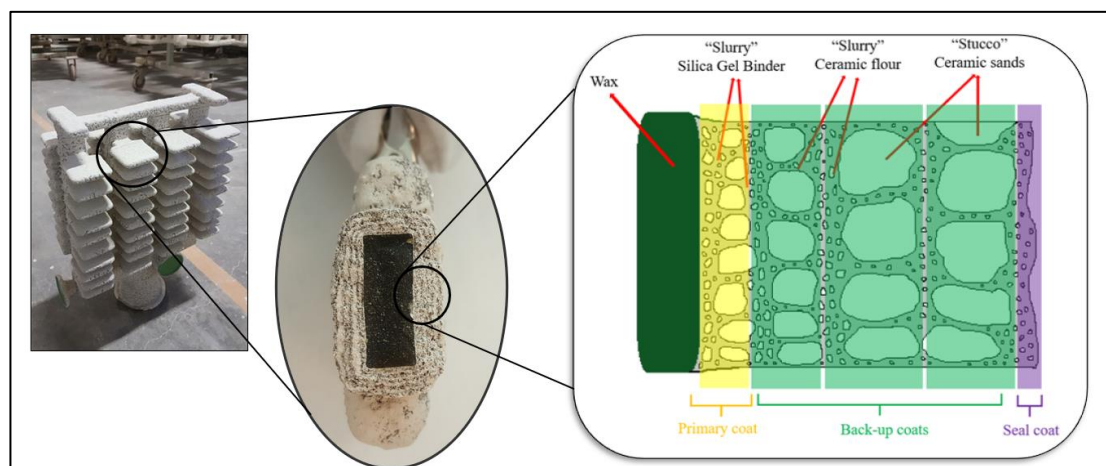 Wax
“Slurry”
Silica Gel Binder
“Slurry”
Ceramic flour
“Stucco”
Ceramic sands
Primary coat
Back-up coats
Seal coat